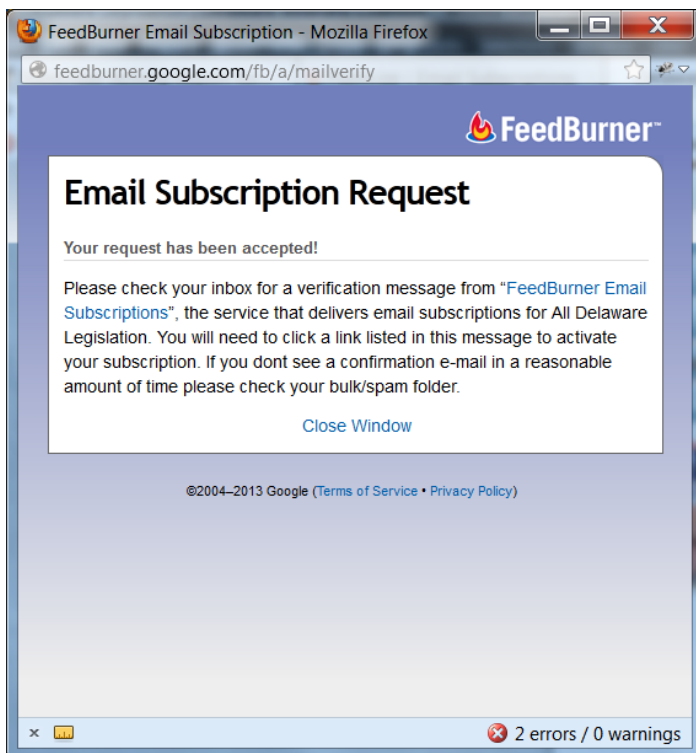 FeedBurner Email Subscription - Mozilla Firefox
feedburner.google.com/fb/a/mailverify
FeedBurner™
Email Subscription Request
Your request has been accepted!
Please check your inbox for a verification message from “FeedBurner Email
Subscriptions”, the service that delivers email subscriptions for All Delaware
Legislation. You will need to click a link listed in this message to activate
your subscription. If you dont see a confirmation e-mail in a reasonable
amount of time please check your bulk/spam folder.
Close Window
©2004–2013 Google (Terms of Service • Privacy Policy)
2 errors / 0 warnings